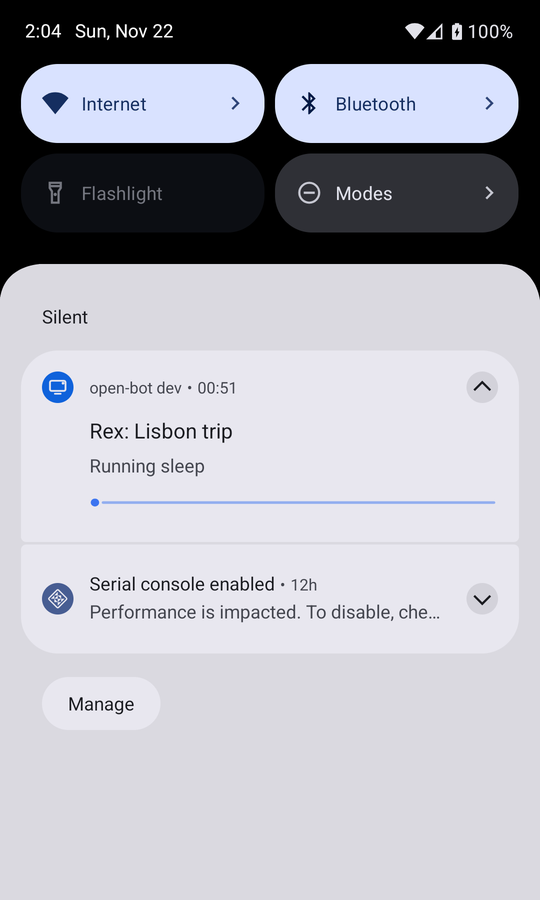 2:04 Sun, Nov 22 100%
Internet
Bluetooth
Flashlight
Modes
Silent
open-bot dev • 00:51
Rex: Lisbon trip
Running sleep
Serial console enabled • 12h
Performance is impacted. To disable, che…
Manage